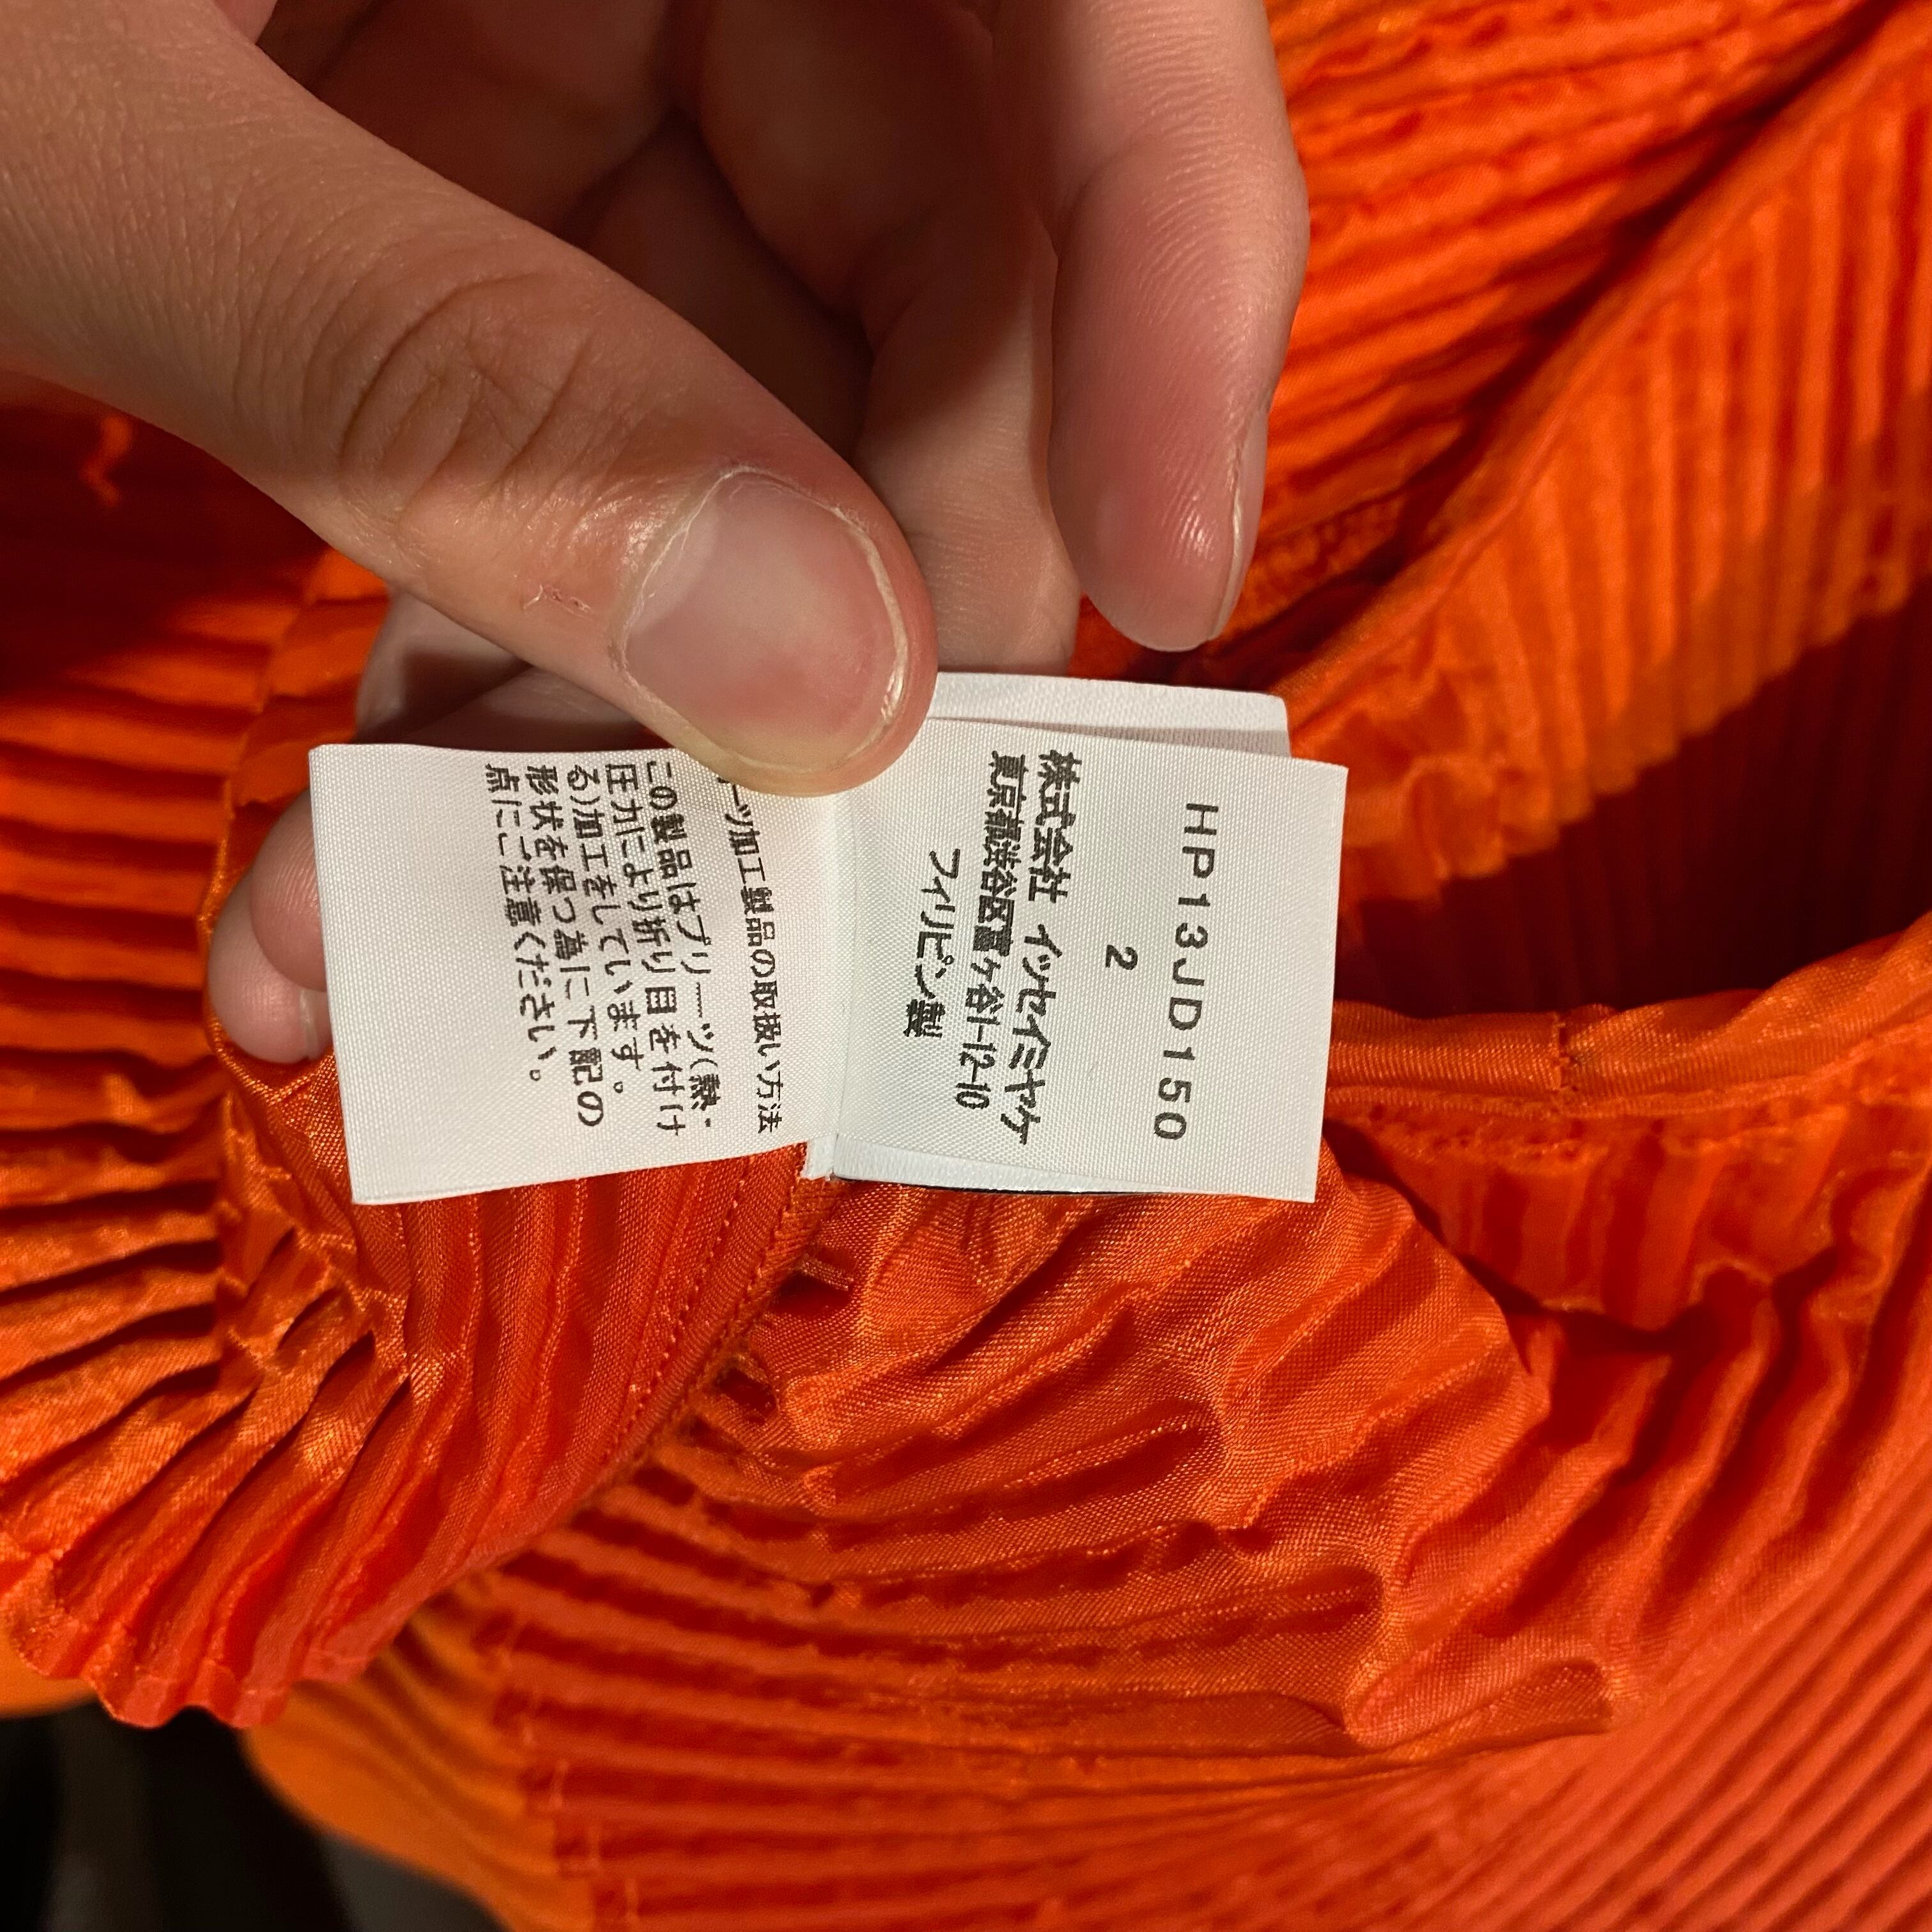 HP13JD150
2
株式会社 イッセイミヤケ
東京都渋谷区富ヶ谷1-12-10
フィリピン製
ーツ加工製品の取扱い方法
この製品はプリーツ(熱・
圧力により折り目を付け
る)加工をしています。
形状を保つ為に下記の
点にご注意ください。